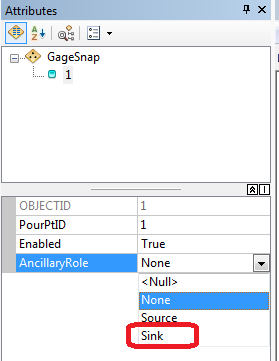 Attributes
GageSnap
1
OBJECTID 1
PourPtID 1
Enabled True
AncillaryRole None
<Null>
None
Source
Sink